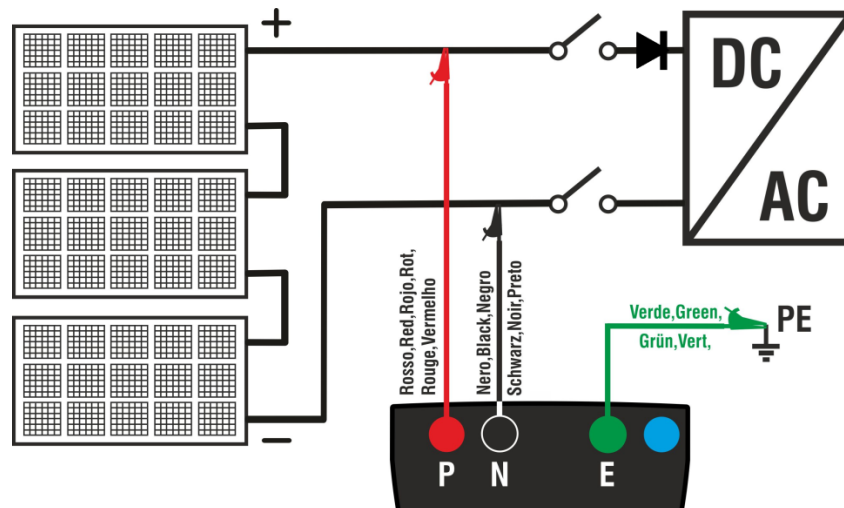 +
DC
AC
Rosso,Red,Rojo,Rot,
Rouge,Vermelho
Nero,Black,Negro
Schwarz,Noir,Preto
Verde,Green,
Grün,Vert,
PE
−
P N E